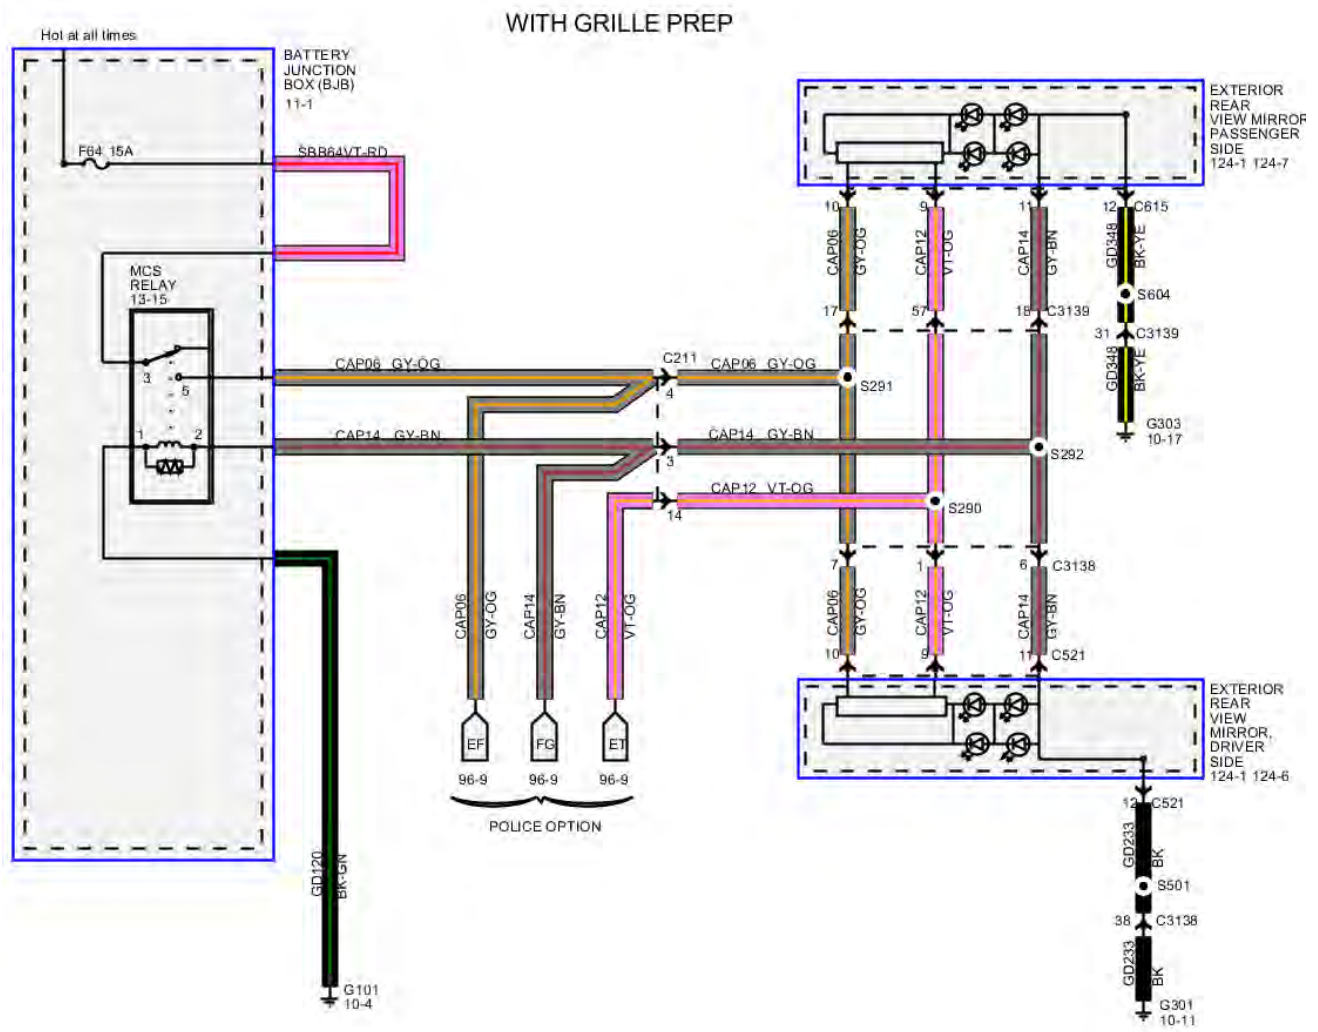 WITH GRILLE PREP
Hot at all times
BATTERY
JUNCTION
BOX (BJB)
11-1
F64 15A
SBB64VT-RD
MCS
RELAY
13-15
3
5
1
2
CAP06 GY-OG
CAP14 GY-BN
C211
4
3
14
CAP06 GY-OG
CAP14 GY-BN
CAP12 VT-OG
S291
S292
S290
EXTERIOR
REAR
VIEW MIRROR
PASSENGER
SIDE
124-1 124-7
10
9
11
12
C615
CAP06
GY-OG
CAP12
VT-OG
CAP14
GY-BN
GD348
BK-YE
S604
17
57
18
C3139
31
C3139
GD348
BK-YE
G303
10-17
7
1
6
C3138
CAP06
GY-OG
CAP12
VT-OG
CAP14
GY-BN
10
9
11
C521
EXTERIOR
REAR
VIEW
MIRROR,
DRIVER
SIDE
124-1 124-6
12
C521
GD233
BK
S501
38
C3138
GD233
BK
G301
10-11
CAP06
GY-OG
CAP14
GY-BN
CAP12
VT-OG
EF
FG
ET
96-9
96-9
96-9
POLICE OPTION
GD120
BK-GN
G101
10-4